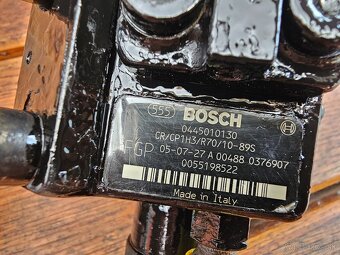 555 BOSCH
0445010130
CR/CP1H3/R70/10-89S
FGP 05-07-27 A 00488 0376907
0055198522
Made in Italy